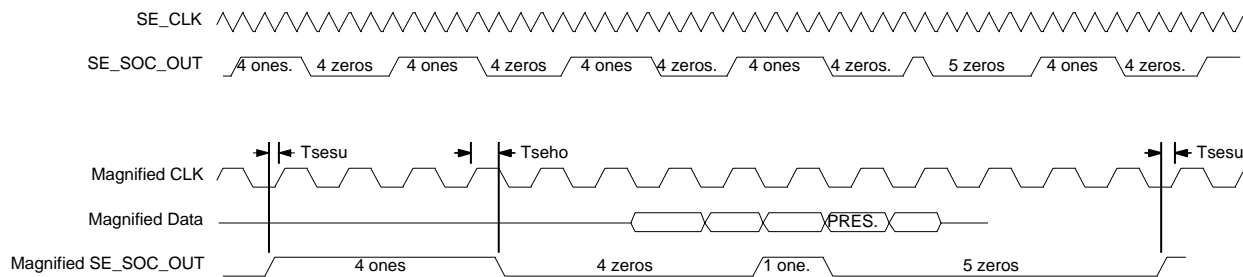 SE_CLK
SE_SOC_OUT 4 ones. 4 zeros 4 ones 4 zeros 4 ones 4 zeros. 4 ones 4 zeros. 5 zeros 4 ones 4 zeros.
Tsesu Tseho Tsesu
Magnified CLK
Magnified Data PRES.
Magnified SE_SOC_OUT 4 ones 4 zeros 1 one. 5 zeros